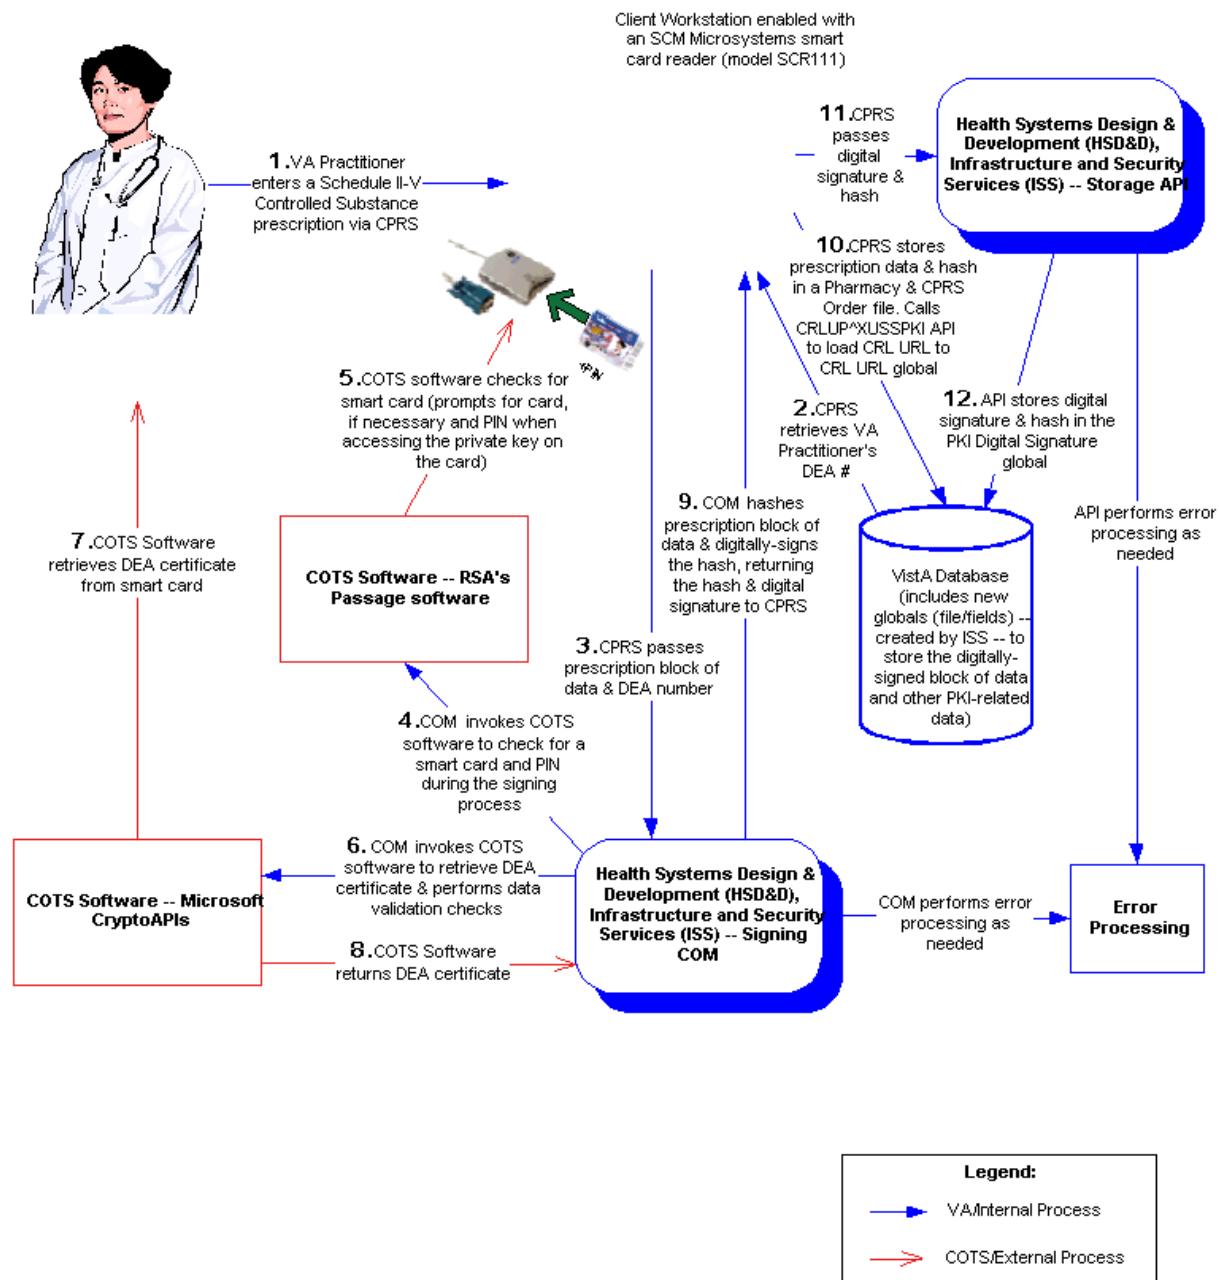 Client Workstation enabled with
an SCM Microsystems smart
card reader (model SCR111)
1.VA Practitioner
enters a Schedule II-V
Controlled Substance
prescription via CPRS
11.CPRS
passes
digital
signature &
hash
Health Systems Design &
Development (HSD&D),
Infrastructure and Security
Services (ISS) -- Storage API
10.CPRS stores
prescription data & hash
in a Pharmacy & CPRS
Order file. Calls
CRLUP^XUSSPKI API
to load CRL URL to
CRL URL global
PIN
5.COTS software checks for
smart card (prompts for card,
if necessary and PIN when
accessing the private key on
the card)
2.CPRS
retrieves VA
Practitioner's
DEA #
12.API stores digital
signature & hash in the
PKI Digital Signature
global
9. COM hashes
prescription block of
data & digitally-signs
the hash, returning
the hash & digital
signature to CPRS
API performs error
processing as
needed
7.COTS Software
retrieves DEA certificate
from smart card
COTS Software -- RSA's
Passage software
VistA Database
(includes new
globals (file/fields) --
created by ISS -- to
store the digitally-
signed block of data
and other PKI-related
data)
3.CPRS passes
prescription block of
data & DEA number
4.COM invokes COTS
software to check for a
smart card and PIN
during the signing
process
6. COM invokes COTS
software to retrieve DEA
certificate & performs data
validation checks
COTS Software -- Microsoft
CryptoAPIs
8.COTS Software
returns DEA certificate
Health Systems Design &
Development (HSD&D),
Infrastructure and Security
Services (ISS) -- Signing
COM
COM performs error
processing as
needed
Error
Processing
Legend:
VA/Internal Process
COTS/External Process